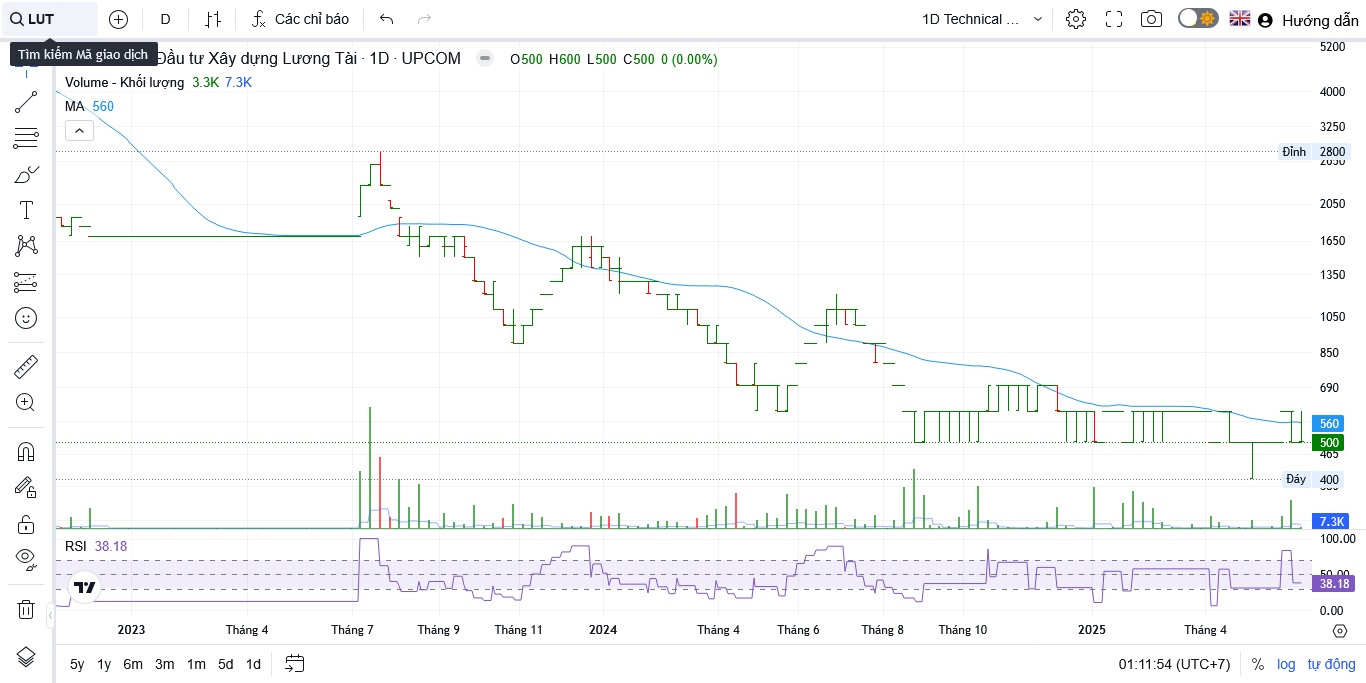 LUT
D
Các chỉ báo
1D Technical ...
Hướng dẫn
Tìm kiếm Mã giao dịch
Đầu tư Xây dựng Lương Tài · 1D · UPCOM
O500 H600 L500 C500 0 (0.00%)
Volume - Khối lượng 3.3K 7.3K
MA 560
5200
4000
3250
Đỉnh 2800
2650
2050
1650
1350
1050
850
690
560
500
465
Đáy 400
7.3K
RSI 38.18
100.00
50.00
38.18
0.00
2023 Tháng 4 Tháng 7 Tháng 9 Tháng 11 2024 Tháng 4 Tháng 6 Tháng 8 Tháng 10 2025 Tháng 4
5y 1y 6m 3m 1m 5d 1d
01:11:54 (UTC+7) % log tự động